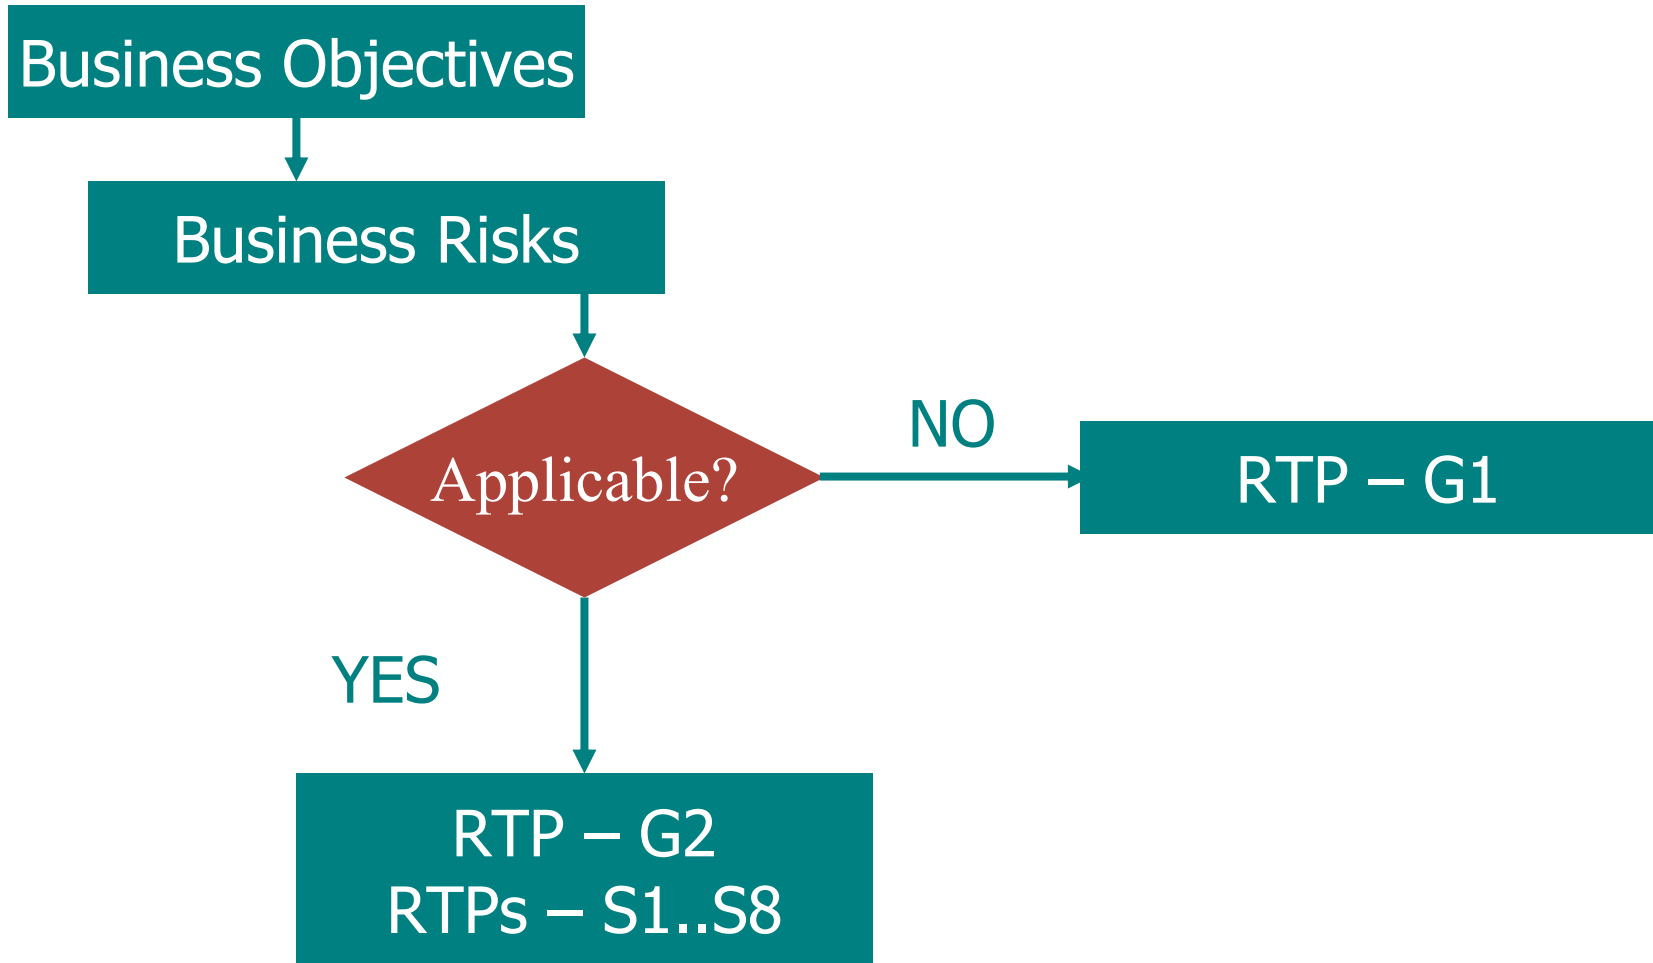 Business Objectives
Business Risks
Applicable?
NO
RTP – G1
YES
RTP – G2
RTPs – S1..S8